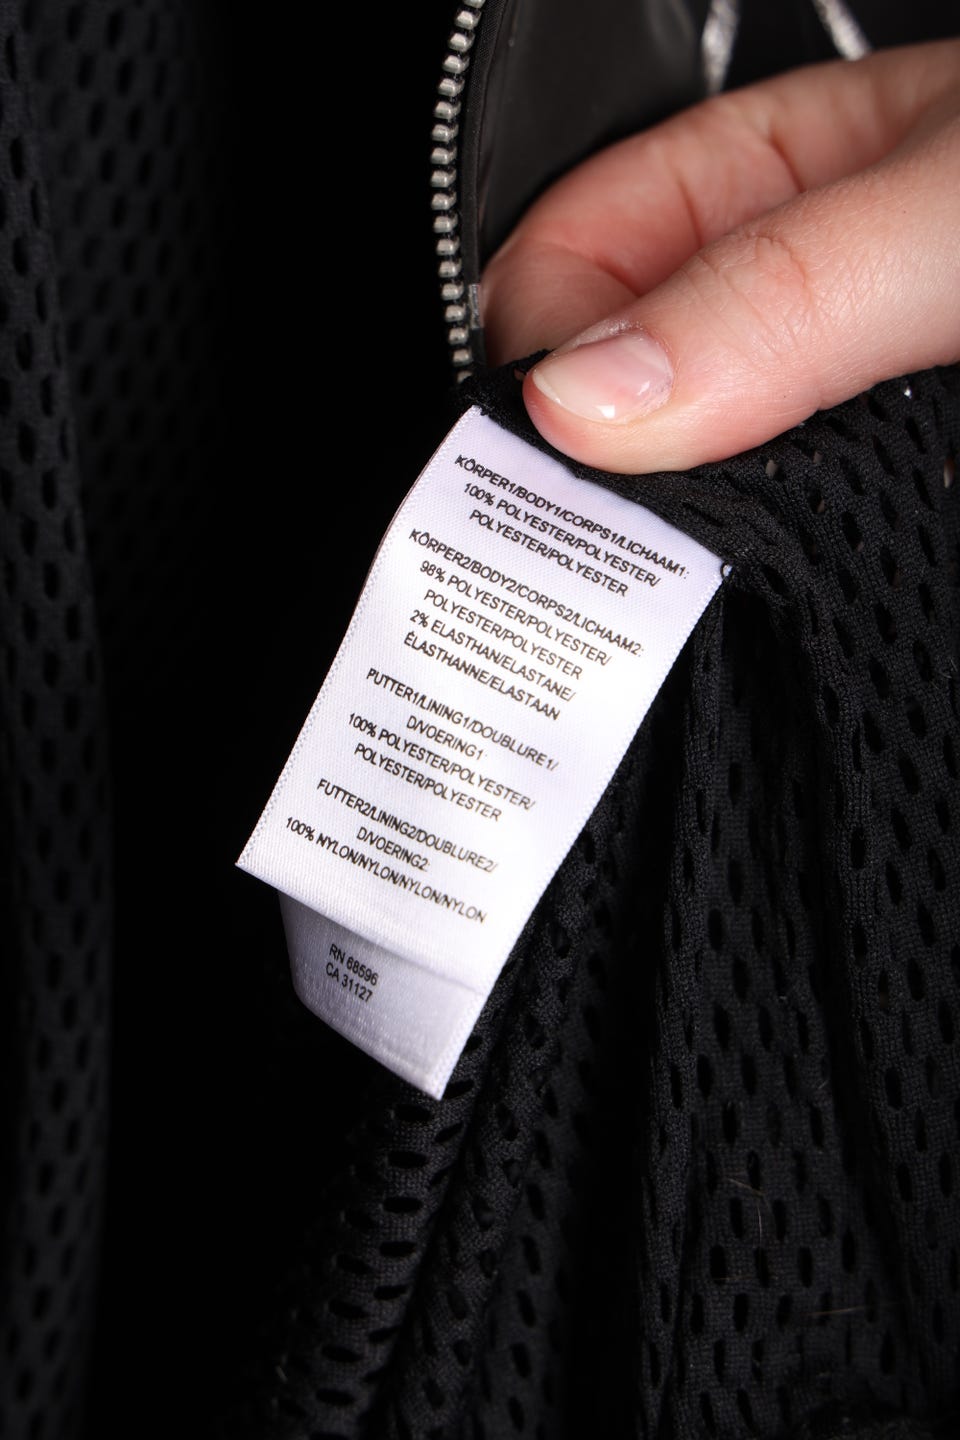 KÖRPER1/BODY1/CORPS1/LICHAAM1:
100% POLYESTER/POLYESTER/
POLYESTER/POLYESTER
KÖRPER2/BODY2/CORPS2/LICHAAM2:
98% POLYESTER/POLYESTER/
POLYESTER/POLYESTER
2% ELASTHAN/ELASTANE/
ÉLASTHANNE/ELASTAAN
PUTTER1/LINING1/DOUBLURE1/
D/VOERING1:
100% POLYESTER/POLYESTER/
POLYESTER/POLYESTER
FUTTER2/LINING2/DOUBLURE2/
D/VOERING2:
100% NYLON/NYLON/NYLON/NYLON
RN 68596
CA 31127